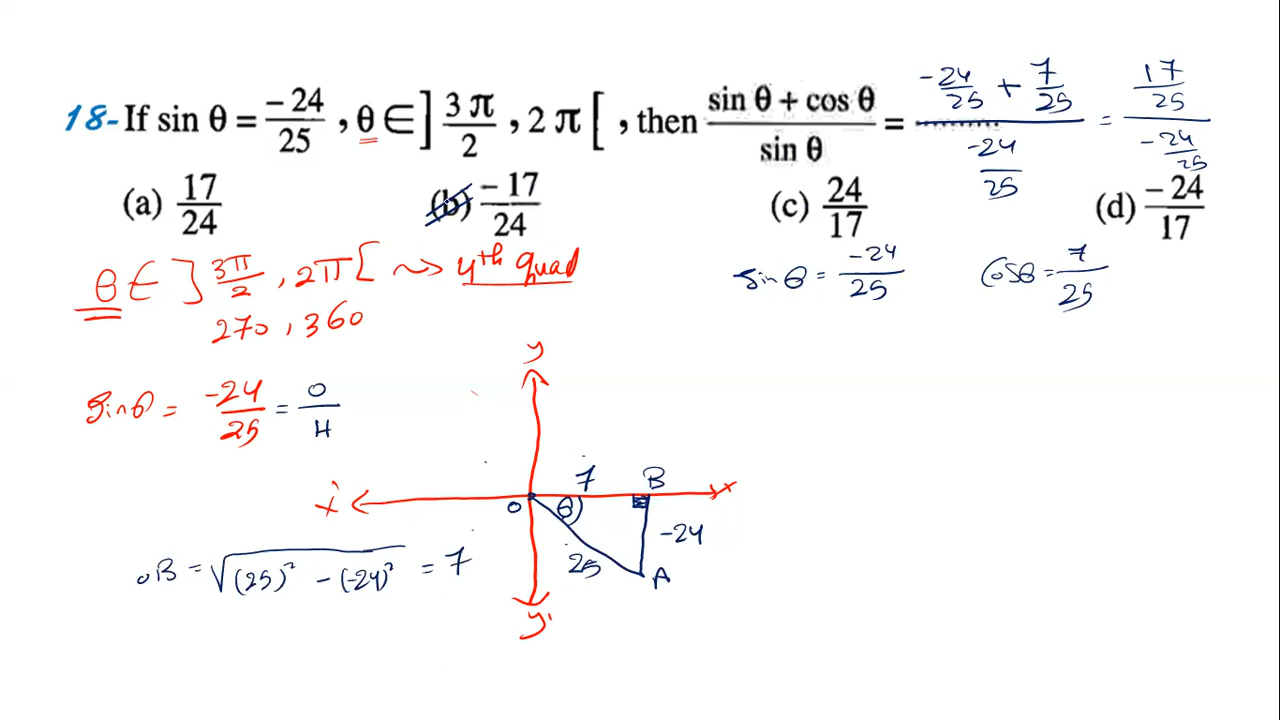 18- If sin θ = -24/25 , θ ∈ ] 3π/2 , 2π [ , then (sin θ + cos θ)/(sin θ) = ............ (-24/25 + 7/25)/(-24/25) = (17/25)/(-24/25)
(a) 17/24 (b) -17/24 (c) 24/17 (d) -24/17
θ ∈ ] 3π/2 , 2π [ ⇝ 4th quad
270 , 360
sin θ = -24/25 cos θ = 7/25
sin θ = -24/25 = O/H
y
x' x
O 7 B
θ
-24
25
A
y'
OB = √((25)² - (-24)²) = 7